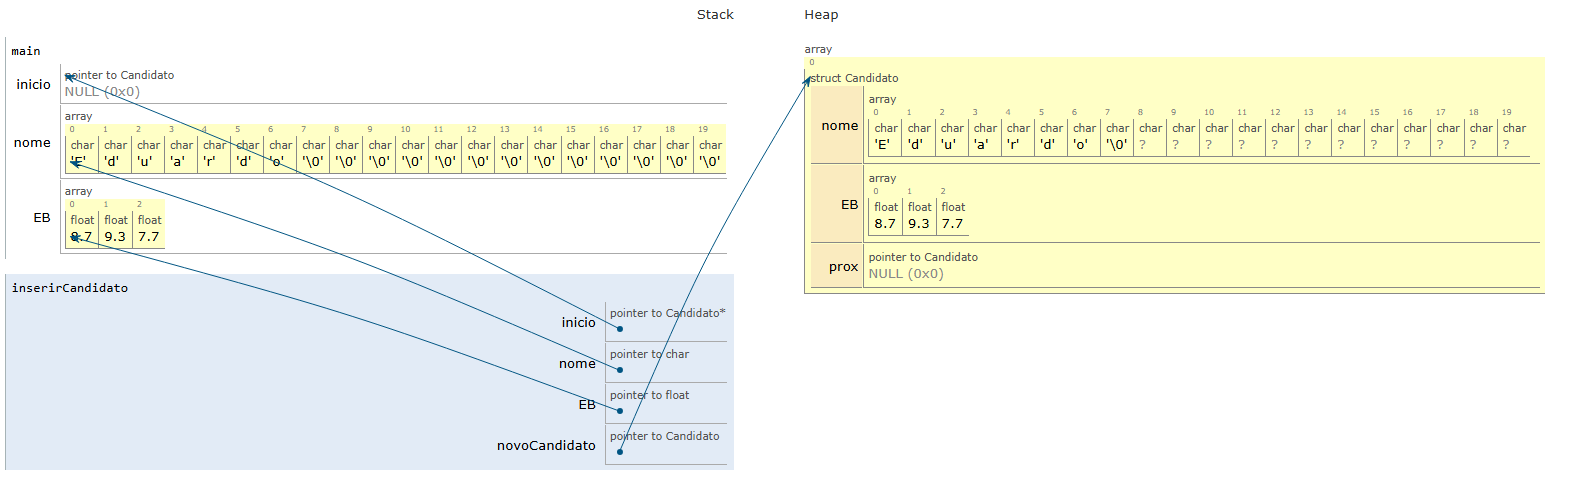 Stack
Heap
main
inicio
pointer to Candidato
NULL (0x0)
nome
array
0 1 2 3 4 5 6 7 8 9 10 11 12 13 14 15 16 17 18 19
char char char char char char char char char char char char char char char char char char char char
'E' 'd' 'u' 'a' 'r' 'd' 'o' '\0' '\0' '\0' '\0' '\0' '\0' '\0' '\0' '\0' '\0' '\0' '\0' '\0'
EB
array
0 1 2
float float float
8.7 9.3 7.7
inserirCandidato
inicio
pointer to Candidato*
nome
pointer to char
EB
pointer to float
novoCandidato
pointer to Candidato
array
0
struct Candidato
nome
array
0 1 2 3 4 5 6 7 8 9 10 11 12 13 14 15 16 17 18 19
char char char char char char char char char char char char char char char char char char char char
'E' 'd' 'u' 'a' 'r' 'd' 'o' '\0' ? ? ? ? ? ? ? ? ? ? ? ?
EB
array
0 1 2
float float float
8.7 9.3 7.7
prox
pointer to Candidato
NULL (0x0)